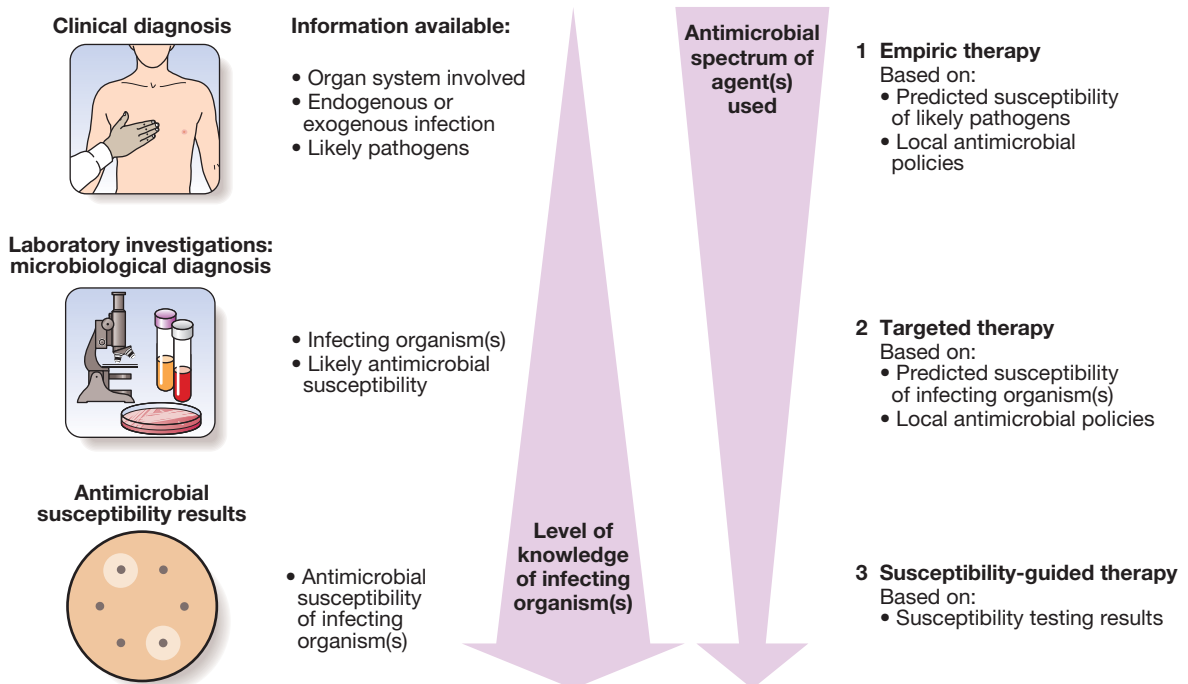 Clinical diagnosis
Information available:
• Organ system involved
• Endogenous or
exogenous infection
• Likely pathogens
Antimicrobial
spectrum of
agent(s)
used
1 Empiric therapy
Based on:
• Predicted susceptibility
of likely pathogens
• Local antimicrobial
policies
Laboratory investigations:
microbiological diagnosis
• Infecting organism(s)
• Likely antimicrobial
susceptibility
2 Targeted therapy
Based on:
• Predicted susceptibility
of infecting organism(s)
• Local antimicrobial policies
Antimicrobial
susceptibility results
• Antimicrobial
susceptibility
of infecting
organism(s)
Level of
knowledge
of infecting
organism(s)
3 Susceptibility-guided therapy
Based on:
• Susceptibility testing results